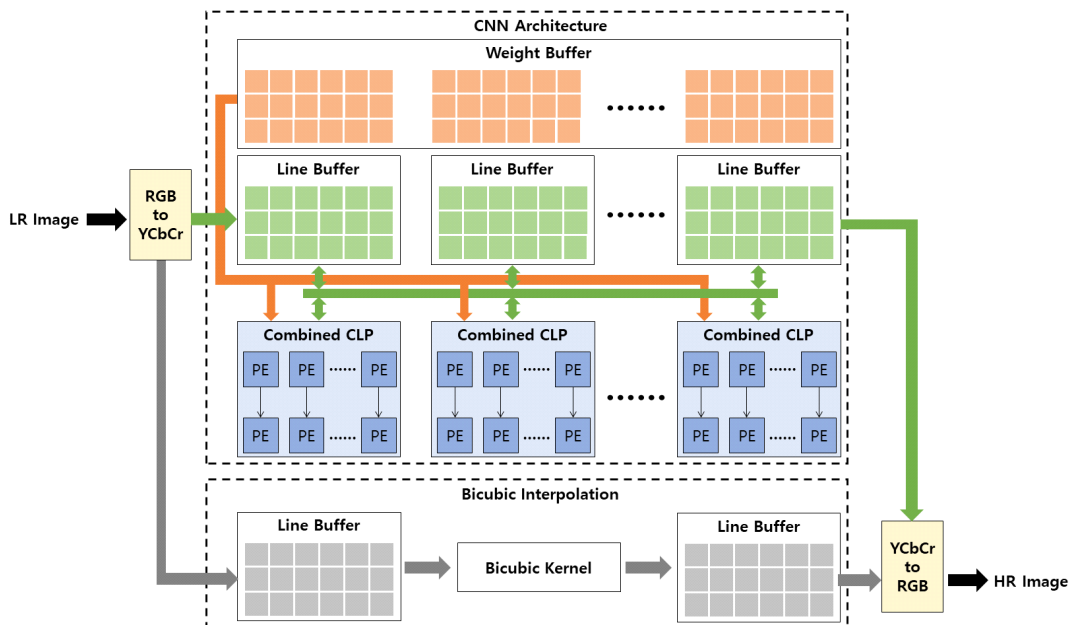 CNN Architecture
Weight Buffer
......
Line Buffer
Line Buffer
......
Line Buffer
LR Image
RGB
to
YCbCr
Combined CLP
PE
PE
......
PE
PE
PE
......
PE
Combined CLP
PE
PE
......
PE
PE
PE
......
PE
......
Combined CLP
PE
PE
......
PE
PE
PE
......
PE
Bicubic Interpolation
Line Buffer
Bicubic Kernel
Line Buffer
YCbCr
to
RGB
HR Image